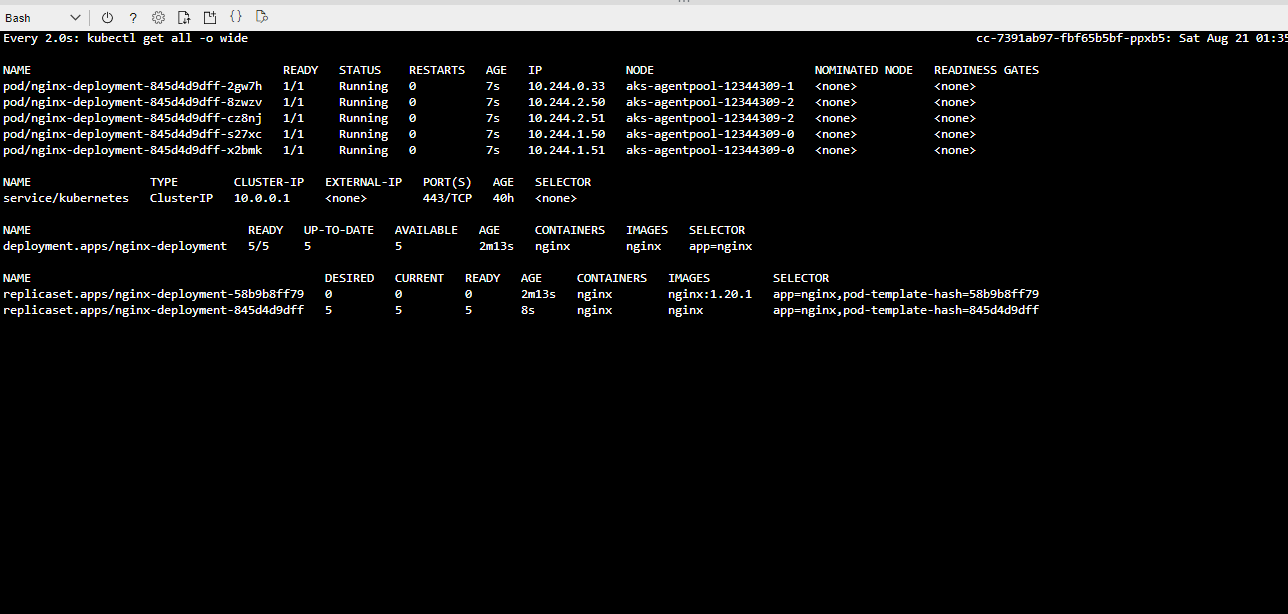 Bash
Every 2.0s: kubectl get all -o wide cc-7391ab97-fbf65b5bf-ppxb5: Sat Aug 21 01:35
NAME READY STATUS RESTARTS AGE IP NODE NOMINATED NODE READINESS GATES
pod/nginx-deployment-845d4d9dff-2gw7h 1/1 Running 0 7s 10.244.0.33 aks-agentpool-12344309-1 <none> <none>
pod/nginx-deployment-845d4d9dff-8zwzv 1/1 Running 0 7s 10.244.2.50 aks-agentpool-12344309-2 <none> <none>
pod/nginx-deployment-845d4d9dff-cz8nj 1/1 Running 0 7s 10.244.2.51 aks-agentpool-12344309-2 <none> <none>
pod/nginx-deployment-845d4d9dff-s27xc 1/1 Running 0 7s 10.244.1.50 aks-agentpool-12344309-0 <none> <none>
pod/nginx-deployment-845d4d9dff-x2bmk 1/1 Running 0 7s 10.244.1.51 aks-agentpool-12344309-0 <none> <none>
NAME TYPE CLUSTER-IP EXTERNAL-IP PORT(S) AGE SELECTOR
service/kubernetes ClusterIP 10.0.0.1 <none> 443/TCP 40h <none>
NAME READY UP-TO-DATE AVAILABLE AGE CONTAINERS IMAGES SELECTOR
deployment.apps/nginx-deployment 5/5 5 5 2m13s nginx nginx app=nginx
NAME DESIRED CURRENT READY AGE CONTAINERS IMAGES SELECTOR
replicaset.apps/nginx-deployment-58b9b8ff79 0 0 0 2m13s nginx nginx:1.20.1 app=nginx,pod-template-hash=58b9b8ff79
replicaset.apps/nginx-deployment-845d4d9dff 5 5 5 8s nginx nginx app=nginx,pod-template-hash=845d4d9dff